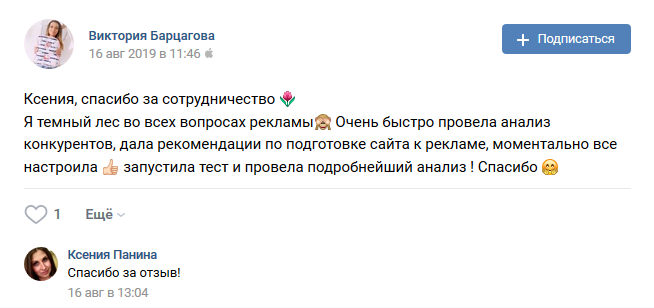 Виктория Барцагова
16 авг 2019 в 11:46
+ Подписаться
Ксения, спасибо за сотрудничество 🌷
Я темный лес во всех вопросах рекламы🙈 Очень быстро провела анализ
конкурентов, дала рекомендации по подготовке сайта к рекламе, моментально все
настроила 👍🏻 запустила тест и провела подробнейший анализ ! Спасибо 🤗
1 Ещё
Ксения Панина
Спасибо за отзыв!
16 авг в 13:04